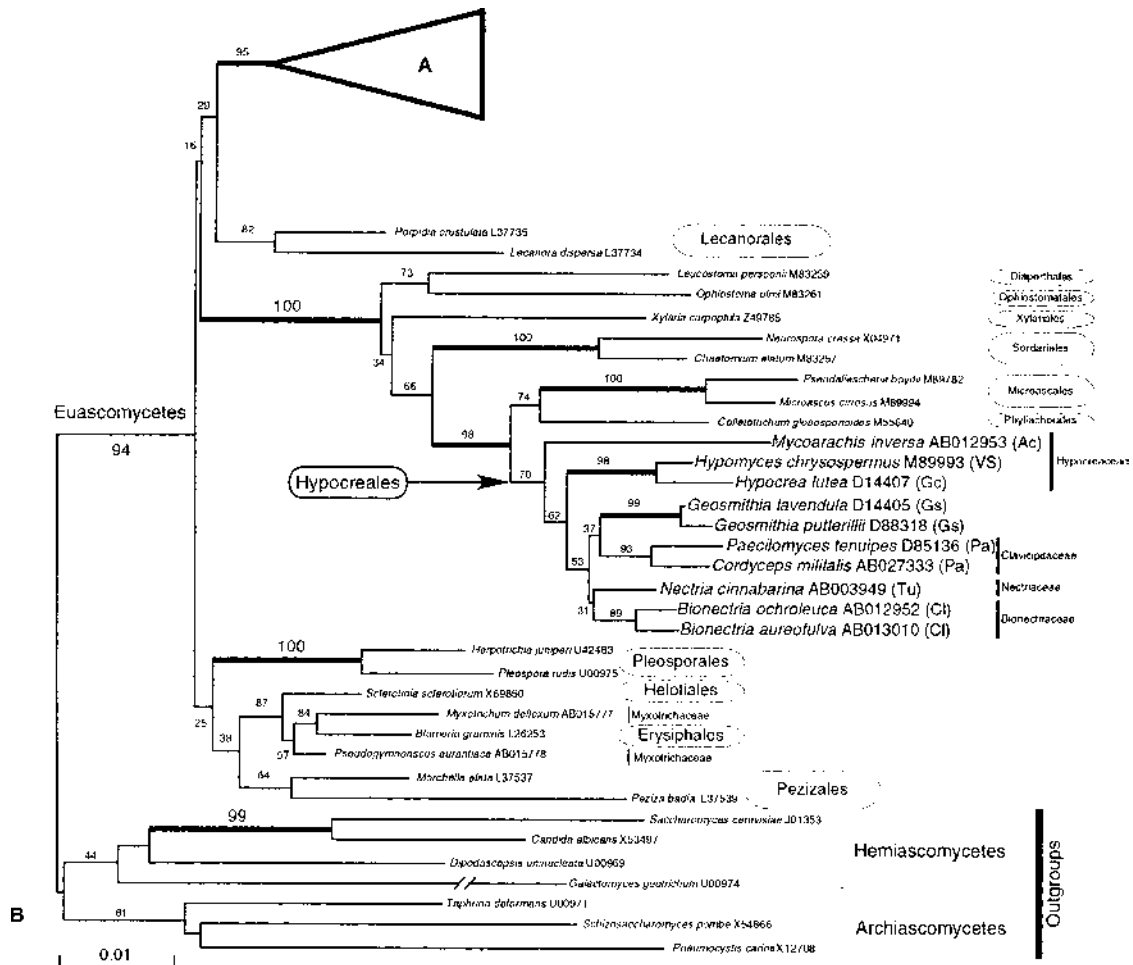 95
A
29
16
82
Porpidia crustulata L37735
Lecanora dispersa L37734
Lecanorales
73
Leucostoma persoonii M83259
Diaporthales
Ophiostoma ulmi M83261
Ophiostomatales
100
Xylaria carpophila Z49785
Xylariales
34
100
Neurospora crassa X04971
Chaetomium elatum M83257
Sordariales
66
100
Pseudallescheria boydii M89782
Microascus cirrosus M89994
Microascales
74
Colletotrichum gloeosporioides M55640
Phyllachorales
Euascomycetes
94
98
Mycoarachis inversa AB012953 (Ac)
Hypocreaceae
98
Hypomyces chrysospermus M89993 (VS)
Hypocrea lutea D14407 (Gc)
Hypocreales
70
62
99
Geosmithia lavendula D14405 (Gs)
Geosmithia putterillii D88318 (Gs)
37
93
Paecilomyces tenuipes D85136 (Pa)
Cordyceps militalis AB027333 (Pa)
Clavicipitaceae
53
Nectria cinnabarina AB003949 (Tu)
Nectriaceae
31
89
Bionectria ochroleuca AB012952 (Cl)
Bionectria aureofulva AB013010 (Cl)
Bionectriaceae
100
Herpotrichia juniperi U42483
Pleospora rudis U00975
Pleosporales
Sclerotinia sclerotiorum X69850
Helotiales
87
84
Myxotrichum deflexum AB015777
Myxotrichaceae
25
Blumeria graminis L26253
Erysiphales
38
57
Pseudogymnoascus aurantiaca AB015778
Myxotrichaceae
64
Morchella elata L37537
Peziza badia L37539
Pezizales
99
Saccharomyces cerevisiae J01353
Candida albicans X53497
Hemiascomycetes
44
Dipodascopsis uninucleata U00969
Galactomyces geotrichum U00974
Outgroups
B
61
Taphrina deformans U00971
Schizosaccharomyces pombe X54866
Archiascomycetes
Pneumocystis carinii X12708
0.01